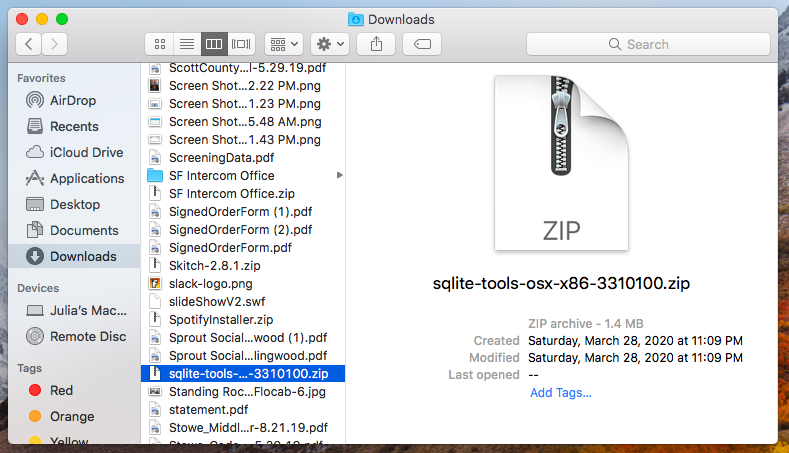 Downloads
Search
Favorites
AirDrop
Recents
iCloud Drive
Applications
Desktop
Documents
Downloads
Devices
Julia's Mac...
Remote Disc
Tags
Red
Orange
Yellow
ScottCounty...l-5.29.19.pdf
Screen Shot...2.22 PM.png
Screen Shot...1.23 PM.png
Screen Shot...5.48 AM.png
Screen Shot...1.43 PM.png
ScreeningData.pdf
SF Intercom Office
SF Intercom Office.zip
SignedOrderForm (1).pdf
SignedOrderForm (2).pdf
SignedOrderForm.pdf
Skitch-2.8.1.zip
slack-logo.png
slideShowV2.swf
SpotifyInstaller.zip
Sprout Social...wood (1).pdf
Sprout Social...lingwood.pdf
sqlite-tools-...-3310100.zip
Standing Roc...Flocab-6.jpg
statement.pdf
Stowe_Middl...r-8.21.19.pdf
ZIP
sqlite-tools-osx-x86-3310100.zip
ZIP archive - 1.4 MB
Created Saturday, March 28, 2020 at 11:09 PM
Modified Saturday, March 28, 2020 at 11:09 PM
Last opened --
Add Tags...